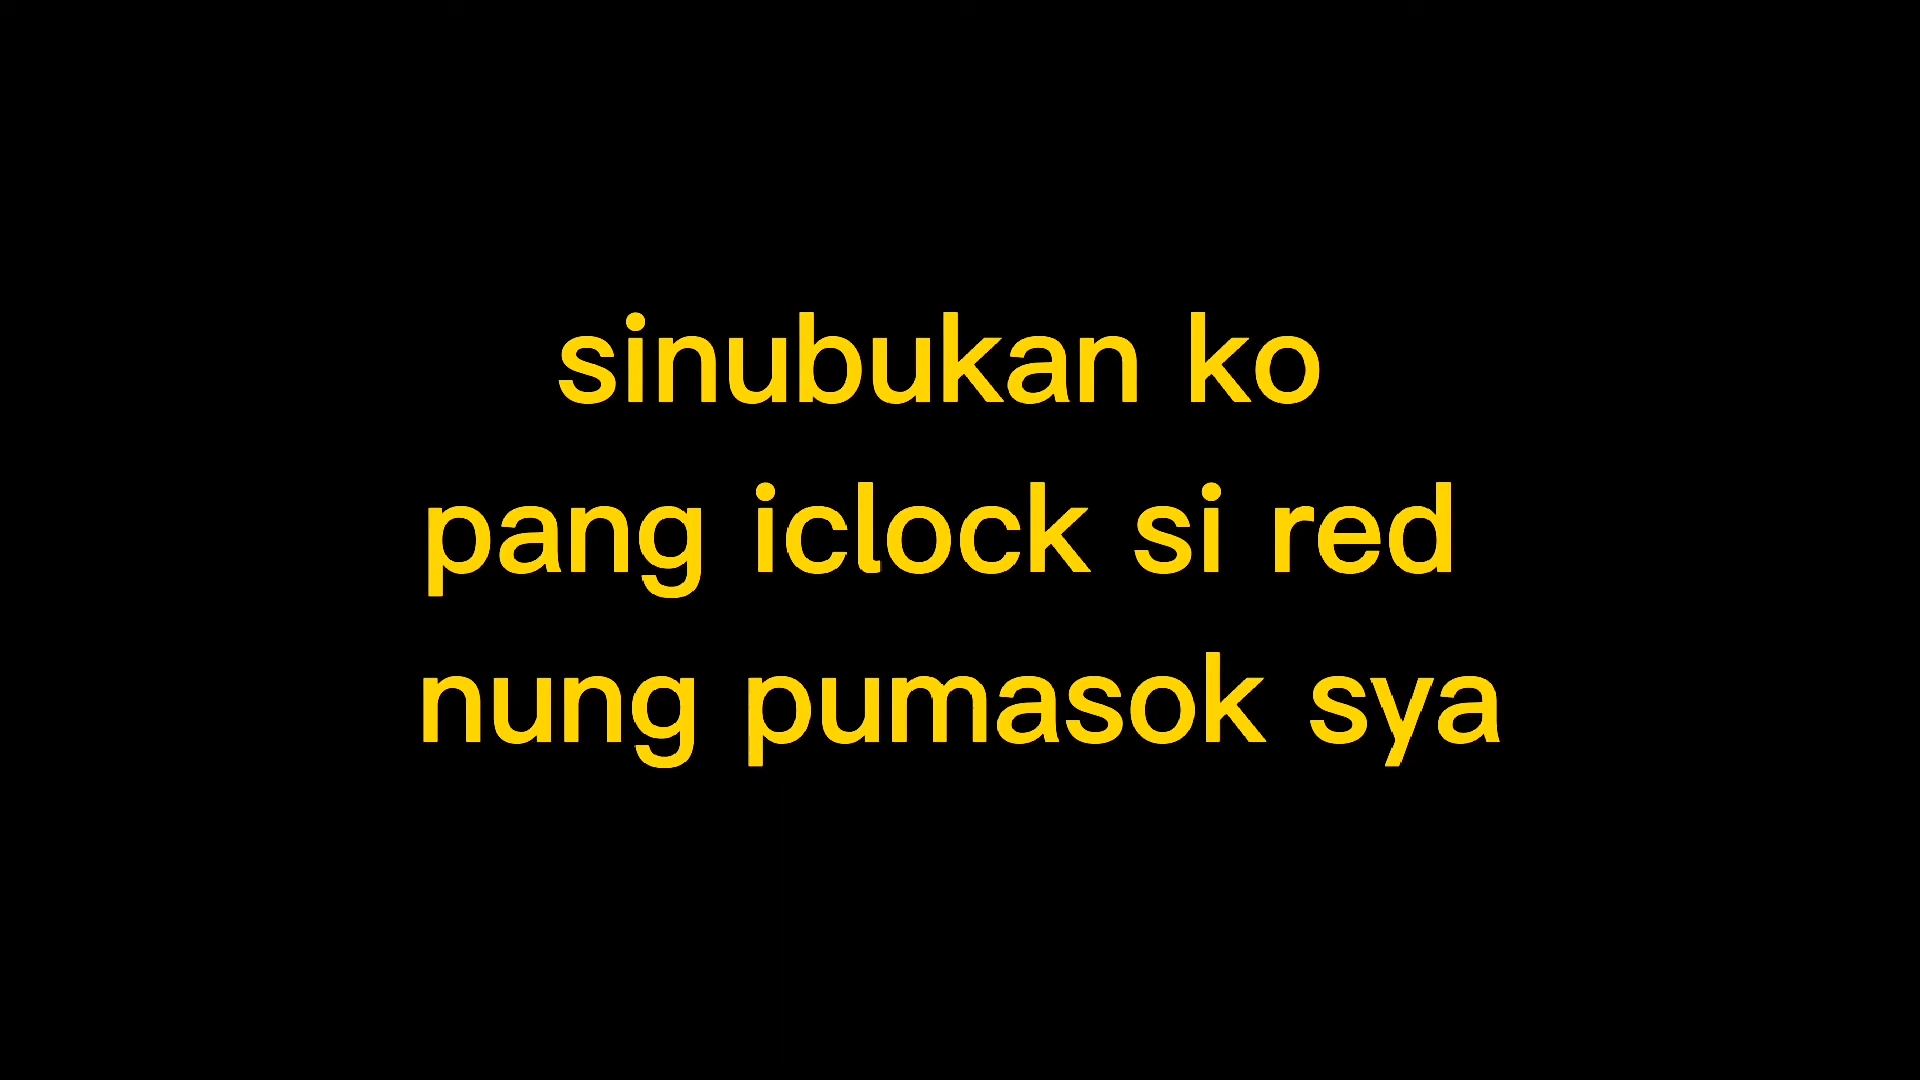 sinubukan ko
pang iclock si red
nung pumasok sya